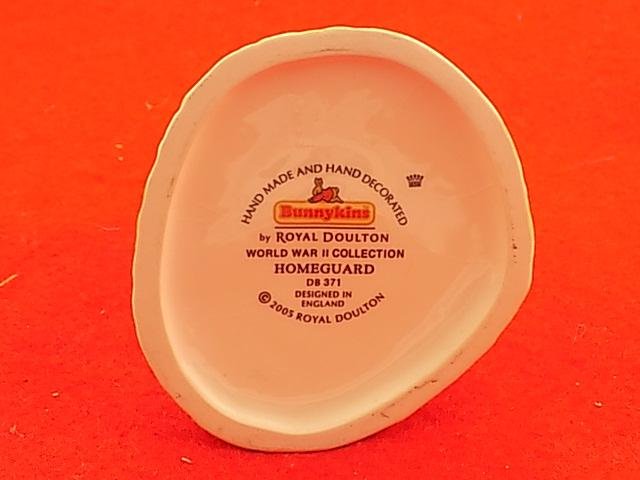 HAND MADE AND HAND DECORATED
Bunnykins
by ROYAL DOULTON
WORLD WAR II COLLECTION
HOMEGUARD
DB 371
DESIGNED IN
ENGLAND
© 2005 ROYAL DOULTON